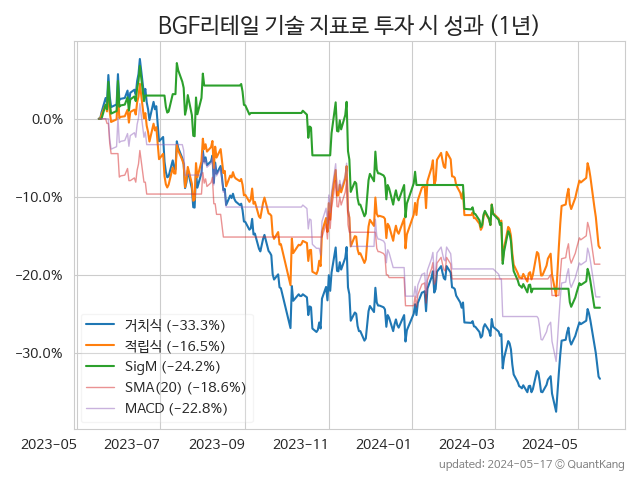 BGF리테일 기술 지표로 투자 시 성과 (1년)
0.0%
−10.0%
−20.0%
−30.0%
거치식 (−33.3%)
적립식 (−16.5%)
SigM (−24.2%)
SMA(20) (−18.6%)
MACD (−22.8%)
2023-05 2023-07 2023-09 2023-11 2024-01 2024-03 2024-05
updated: 2024-05-17 © QuantKang